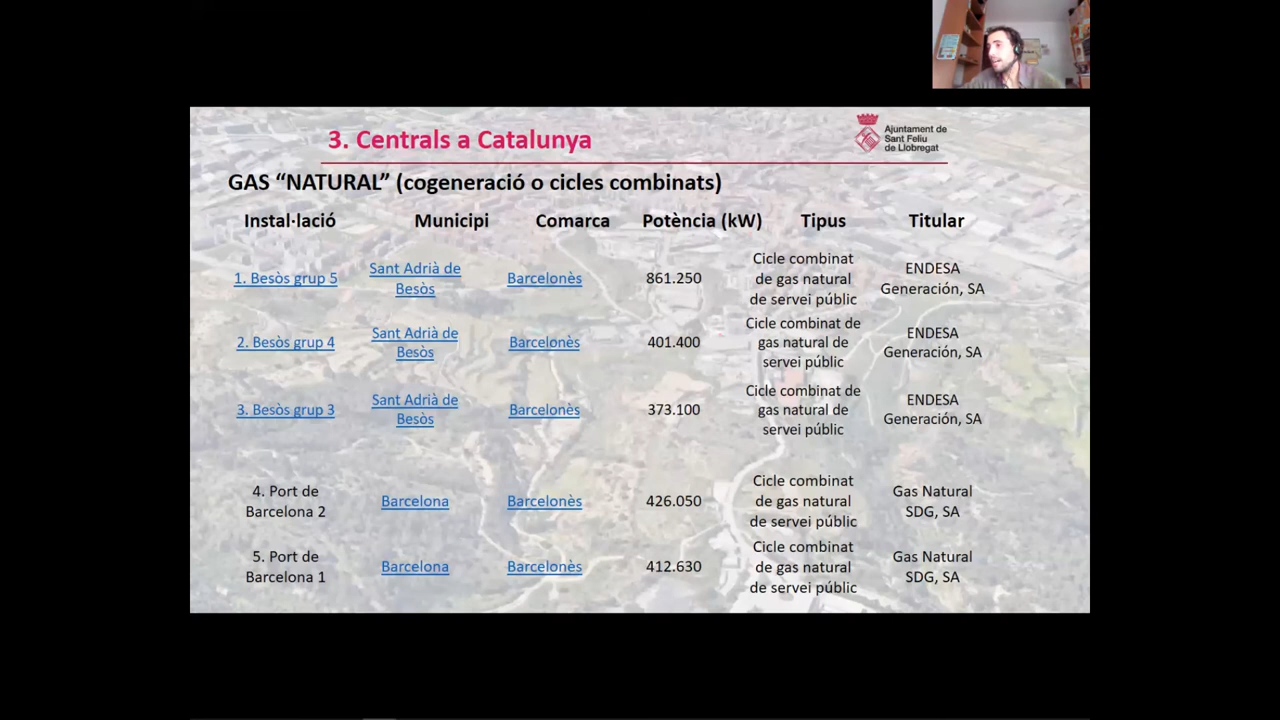 3. Centrals a Catalunya
Ajuntament de
Sant Feliu
de Llobregat
GAS “NATURAL” (cogeneració o cicles combinats)
Instal·lació Municipi Comarca Potència (kW) Tipus Titular
1. Besòs grup 5
Sant Adrià de
Besòs
Barcelonès
861.250
Cicle combinat
de gas natural
de servei públic
ENDESA
Generación, SA
2. Besòs grup 4
Sant Adrià de
Besòs
Barcelonès
401.400
Cicle combinat de
gas natural de
servei públic
ENDESA
Generación, SA
3. Besòs grup 3
Sant Adrià de
Besòs
Barcelonès
373.100
Cicle combinat de
gas natural de
servei públic
ENDESA
Generación, SA
4. Port de
Barcelona 2
Barcelona
Barcelonès
426.050
Cicle combinat
de gas natural
de servei públic
Gas Natural
SDG, SA
5. Port de
Barcelona 1
Barcelona
Barcelonès
412.630
Cicle combinat
de gas natural
de servei públic
Gas Natural
SDG, SA